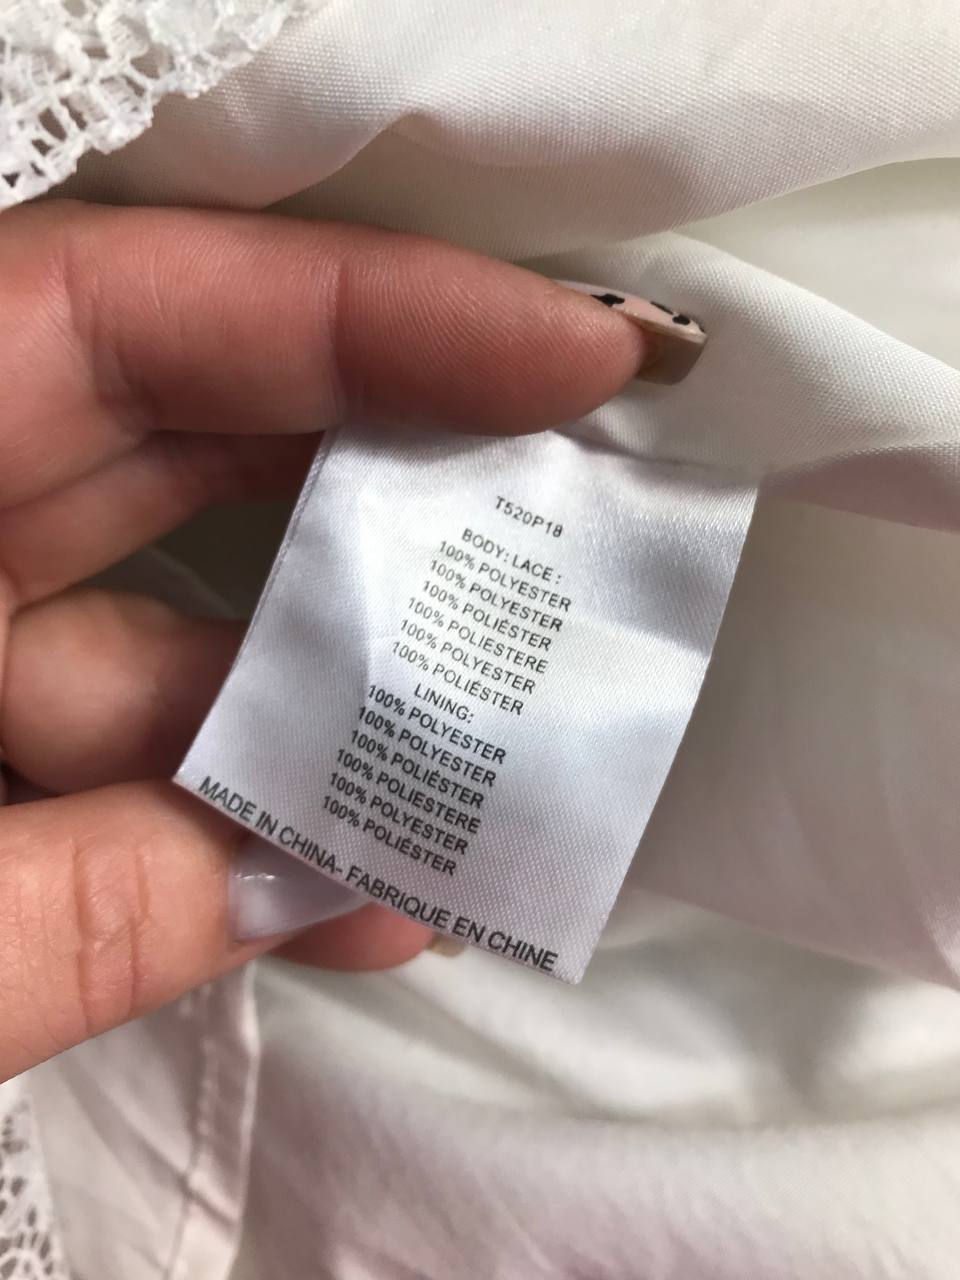 T520P18
BODY: LACE :
100% POLYESTER
100% POLYESTER
100% POLIÉSTER
100% POLIESTERE
100% POLYESTER
100% POLIÉSTER
LINING:
100% POLYESTER
100% POLYESTER
100% POLIÉSTER
100% POLIESTERE
100% POLYESTER
100% POLIÉSTER
MADE IN CHINA- FABRIQUE EN CHINE